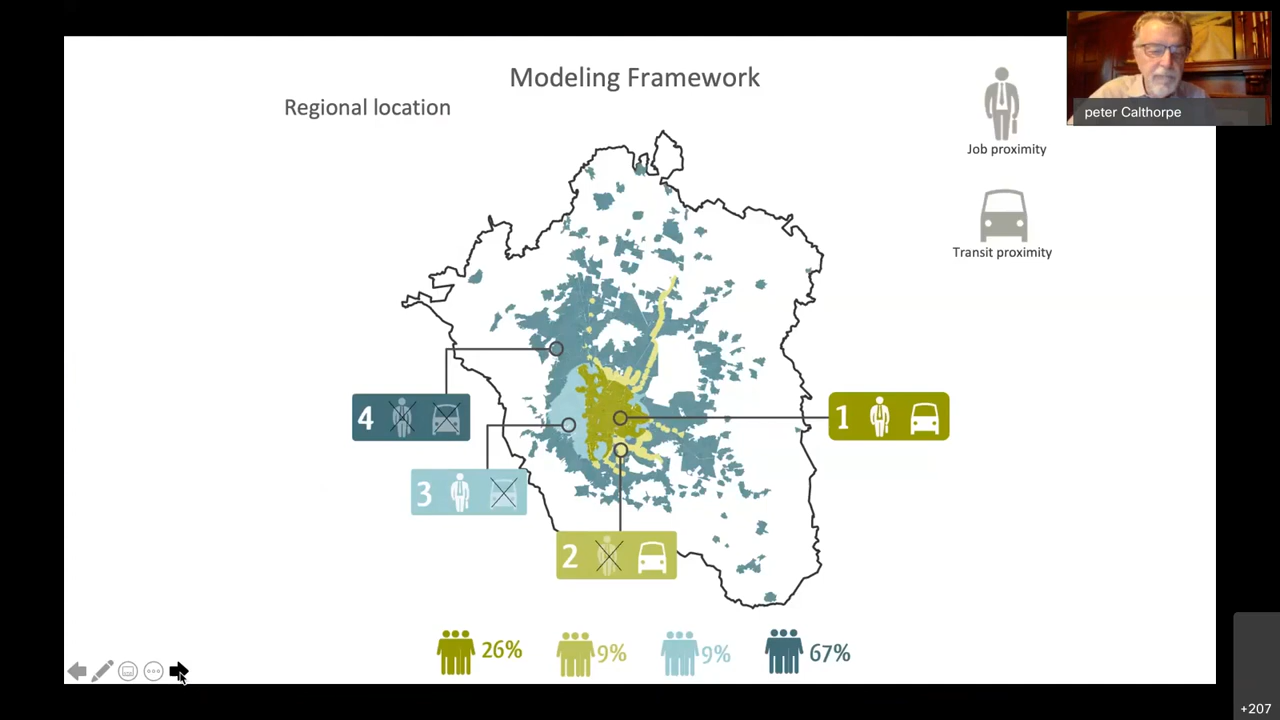 Modeling Framework
Regional location
peter Calthorpe
Job proximity
Transit proximity
4
1
3
2
26%
9%
9%
67%
+207